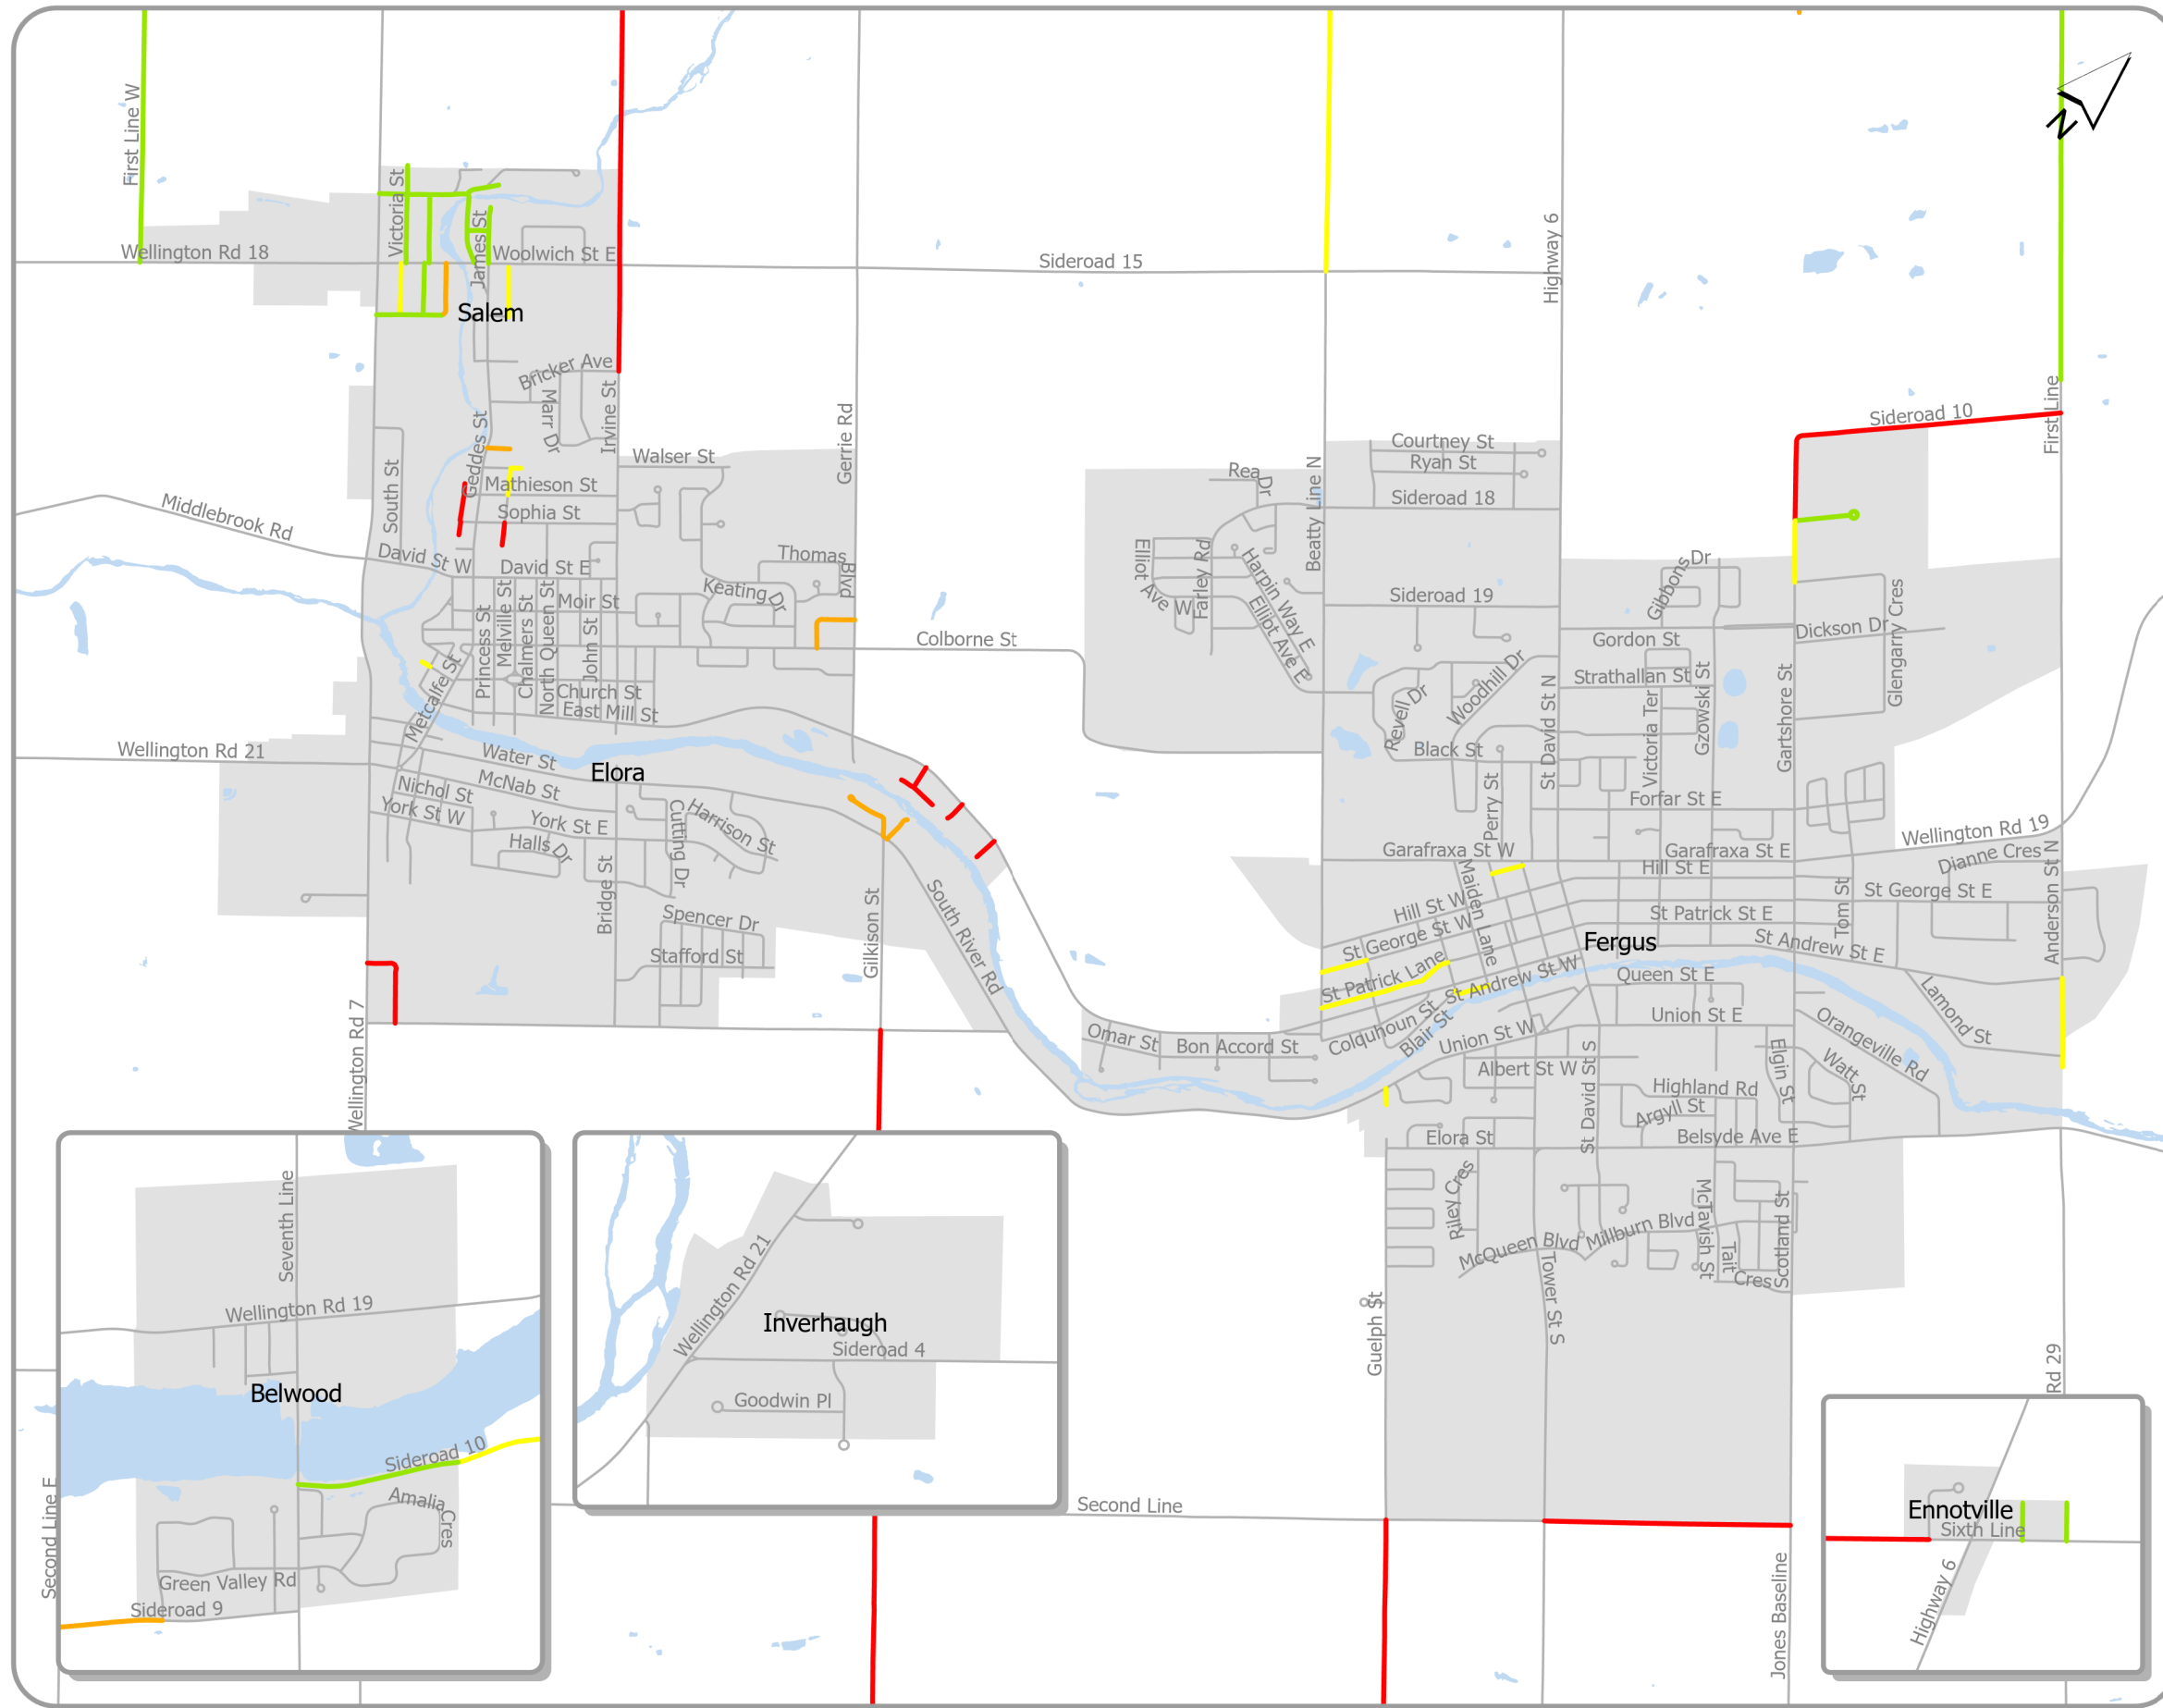 First Line W
Victoria St
James St
Wellington Rd 18
Woolwich St E
Sideroad 15
Highway 6
N
Salem
Bricker Ave
Marr Dr
Irvine St
Geddes St
Gerrie Rd
Walser St
Mathieson St
Sophia St
South St
Middlebrook Rd
David St W
David St E
Thomas
Blvd
Keating Dr
Moir St
Princess St
Melville St
Chalmers St
North Queen St
John St
Church St
East Mill St
Metcalfe St
Colborne St
Wellington Rd 21
Water St
Elora
McNab St
Nichol St
York St W
York St E
Halls Dr
Cutting Dr
Harrison St
Bridge St
Spencer Dr
Stafford St
Gilkison St
South River Rd
Wellington Rd 7
Courtney St
Ryan St
Sideroad 18
Rea
Dr
Beatty Line N
Elliot
Ave W
Farley Rd
Harpin Way E
Elliot Ave E
Sideroad 19
Revell Dr
Woodhill Dr
Black St
St David St N
Perry St
Garafraxa St W
Maiden Lane
Hill St W
St George St W
St Patrick Lane
St Andrew St W
Colquhoun St
Blair St
Union St W
Omar St
Bon Accord St
Albert St W
Elora St
St David St S
Riley Cres
McQueen Blvd
Millburn Blvd
Tower St S
Guelph St
Sideroad 10
First Line
Gibbons Dr
Gordon St
Dickson Dr
Glengarry Cres
Strathallan St
Victoria Ter
Gzowski St
Gartshore St
Forfar St E
Garafraxa St E
Hill St E
Wellington Rd 19
Dianne Cres
St George St E
St Patrick St E
Tom St
Anderson St N
Fergus
St Andrew St E
Queen St E
Union St E
Lamond St
Orangeville Rd
Elgin St
Watt St
Highland Rd
Argyll St
Belsyde Ave E
McTavish St
Tait
Cres
Scotland St
Rd 29
Second Line
Second Line E
Jones Baseline
Seventh Line
Wellington Rd 19
Belwood
Sideroad 10
Amalia
Cres
Green Valley Rd
Sideroad 9
Wellington Rd 21
Inverhaugh
Sideroad 4
Goodwin Pl
Ennotville
Sixth Line
Highway 6